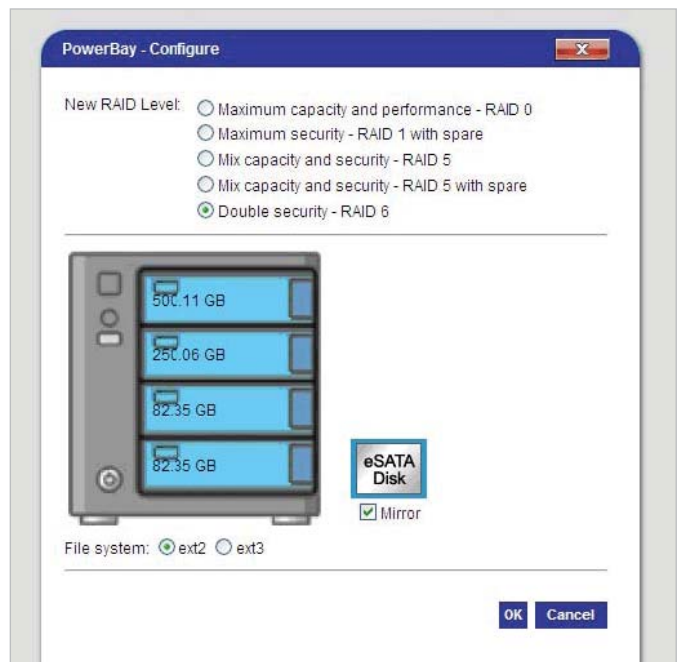 PowerBay - Configure
X
New RAID Level:
Maximum capacity and performance - RAID 0
Maximum security - RAID 1 with spare
Mix capacity and security - RAID 5
Mix capacity and security - RAID 5 with spare
Double security - RAID 6
500.11 GB
250.06 GB
82.35 GB
82.35 GB
eSATA
Disk
Mirror
File system: ext2 ext3
OK Cancel